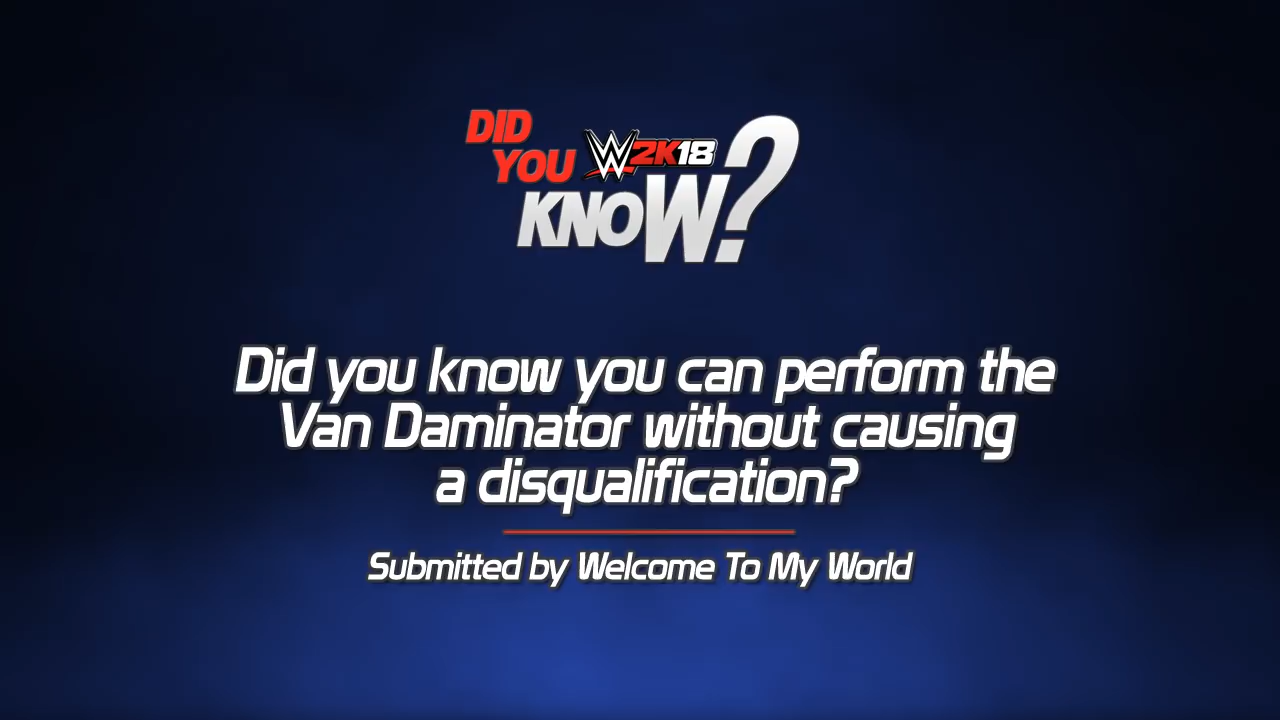 DID
YOU W 2K18
KNOW?
Did you know you can perform the
Van Daminator without causing
a disqualification?
Submitted by Welcome To My World